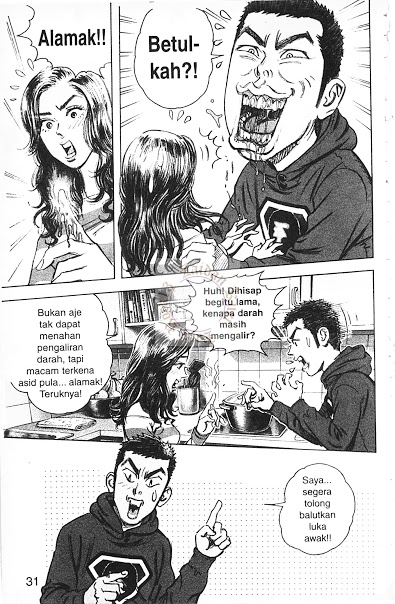 Alamak!!
Betul-
kah?!
Bukan aje
tak dapat
menahan
pengaliran
darah, tapi
macam terkena
asid pula... alamak!
Teruknya!
Huh! Dihisap
begitu lama,
kenapa darah
masih
mengalir?
Saya...
segera
tolong
balutkan
luka
awak!!
31